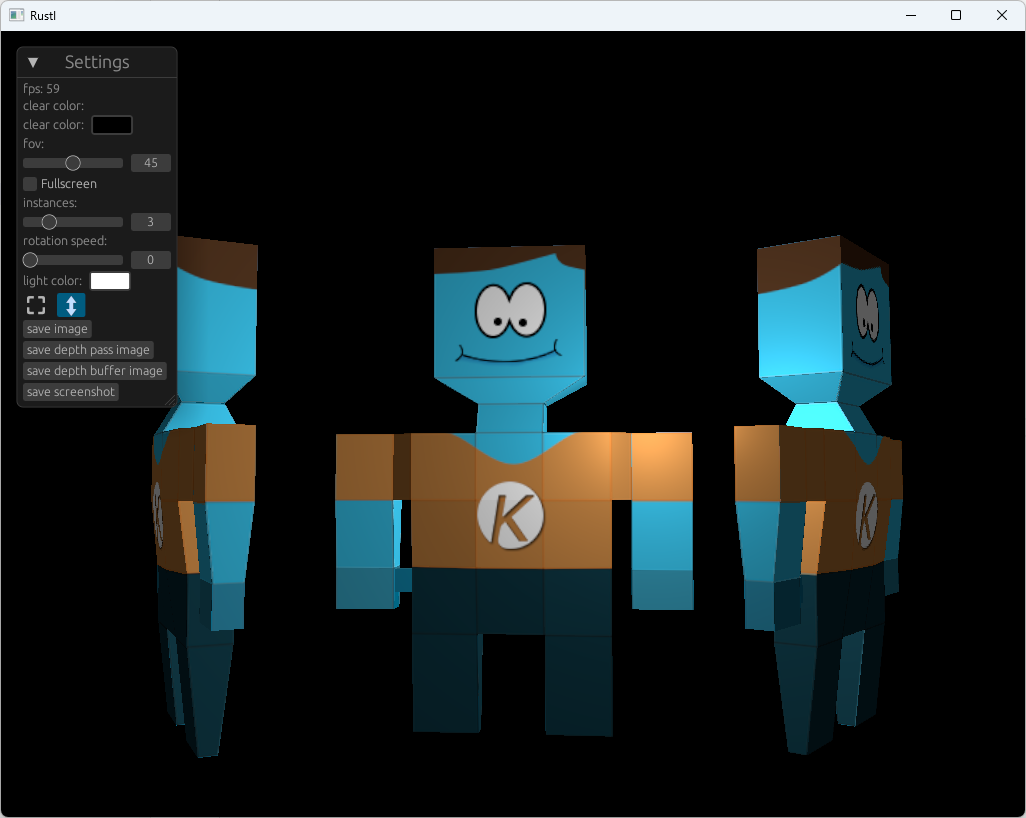 Rustl
Settings
fps: 59
clear color:
clear color:
fov:
45
Fullscreen
instances:
3
rotation speed:
0
light color:
save image
save depth pass image
save depth buffer image
save screenshot
K